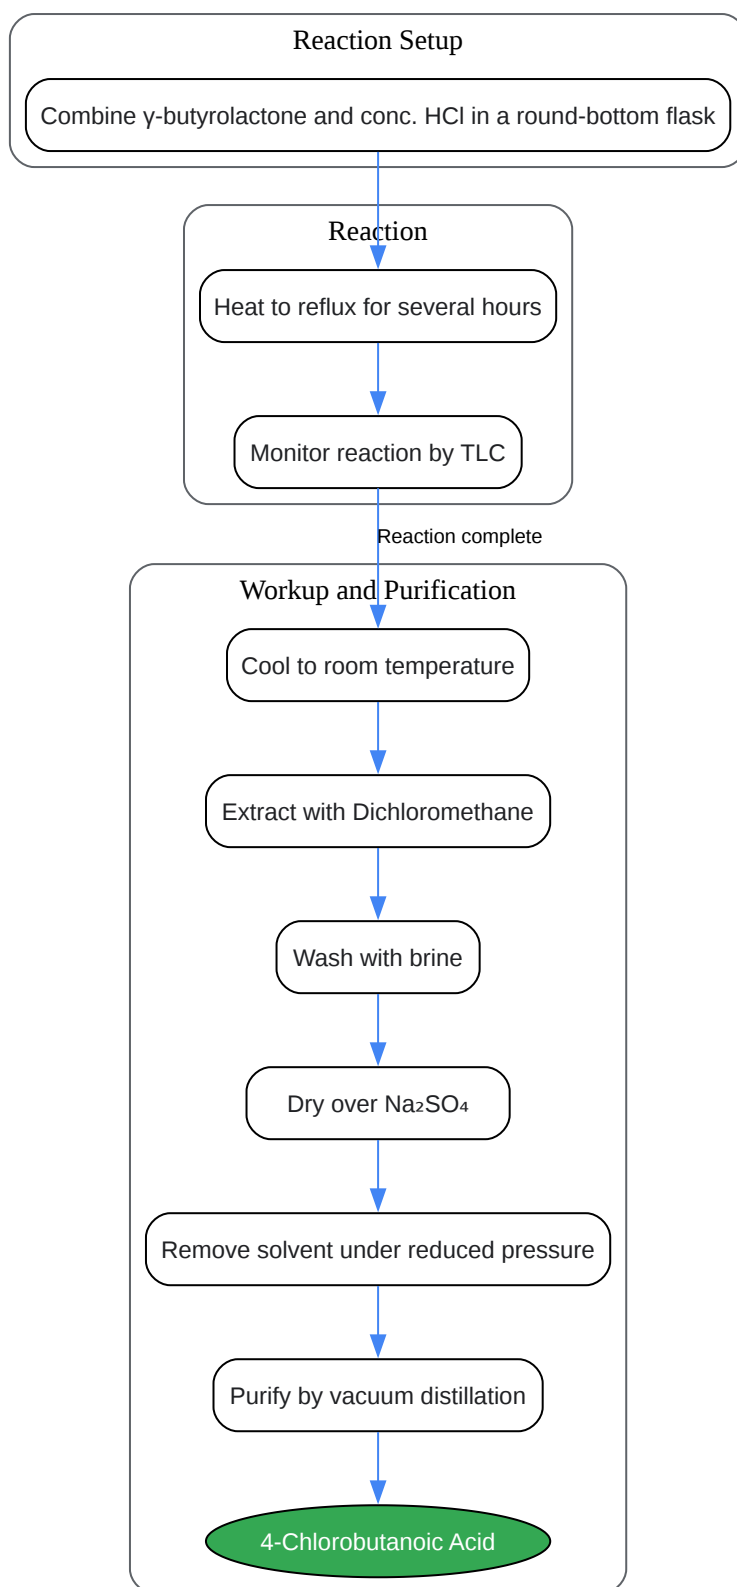 Reaction Setup
Combine γ-butyrolactone and conc. HCl in a round-bottom flask
Reaction
Heat to reflux for several hours
Monitor reaction by TLC
Reaction complete
Workup and Purification
Cool to room temperature
Extract with Dichloromethane
Wash with brine
Dry over Na₂SO₄
Remove solvent under reduced pressure
Purify by vacuum distillation
4-Chlorobutanoic Acid